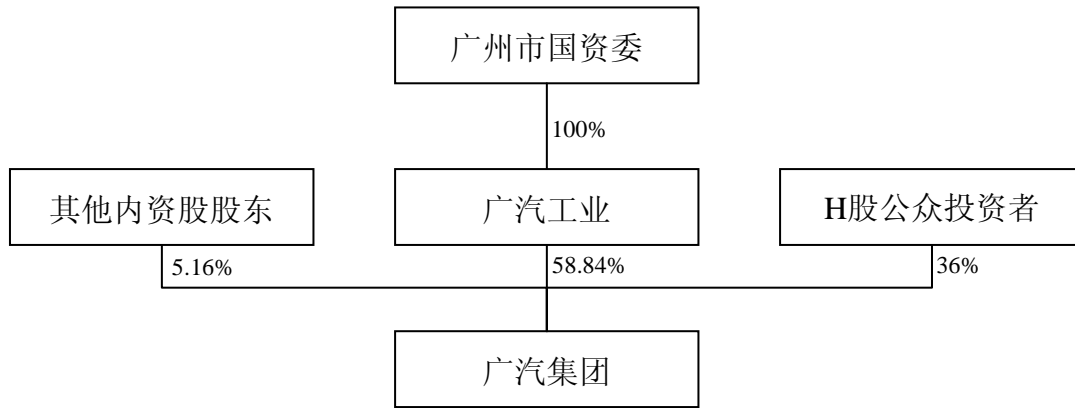 广州市国资委
100%
其他内资股股东
广汽工业
H股公众投资者
5.16%
58.84%
36%
广汽集团